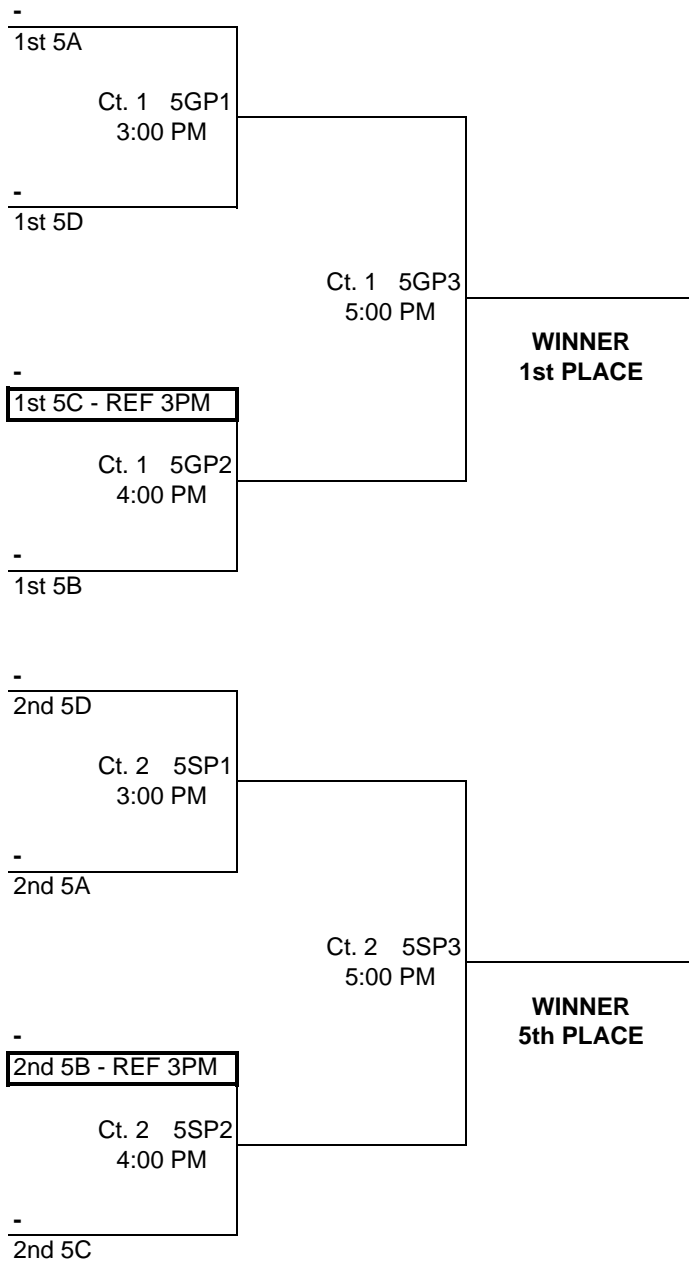 -
1st 5A
Ct. 1 5GP1
3:00 PM
-
1st 5D
Ct. 1 5GP3
5:00 PM
WINNER
1st PLACE
-
1st 5C - REF 3PM
Ct. 1 5GP2
4:00 PM
-
1st 5B
-
2nd 5D
Ct. 2 5SP1
3:00 PM
-
2nd 5A
Ct. 2 5SP3
5:00 PM
WINNER
5th PLACE
-
2nd 5B - REF 3PM
Ct. 2 5SP2
4:00 PM
-
2nd 5C